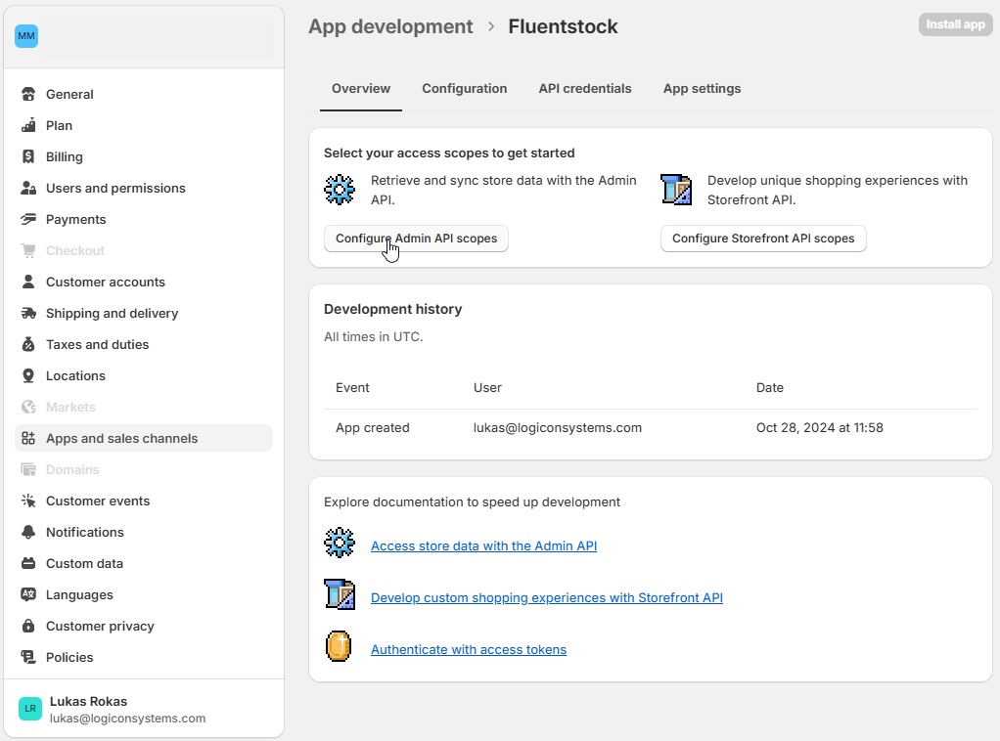 MM
General
Plan
Billing
Users and permissions
Payments
Checkout
Customer accounts
Shipping and delivery
Taxes and duties
Locations
Markets
Apps and sales channels
Domains
Customer events
Notifications
Custom data
Languages
Customer privacy
Policies
LR
Lukas Rokas
lukas@logiconsystems.com
App development › Fluentstock
Install app
Overview Configuration API credentials App settings
Select your access scopes to get started
Retrieve and sync store data with the Admin
API.
Configure Admin API scopes
Develop unique shopping experiences with
Storefront API.
Configure Storefront API scopes
Development history
All times in UTC.
Event User Date
App created lukas@logiconsystems.com Oct 28, 2024 at 11:58
Explore documentation to speed up development
Access store data with the Admin API
Develop custom shopping experiences with Storefront API
Authenticate with access tokens